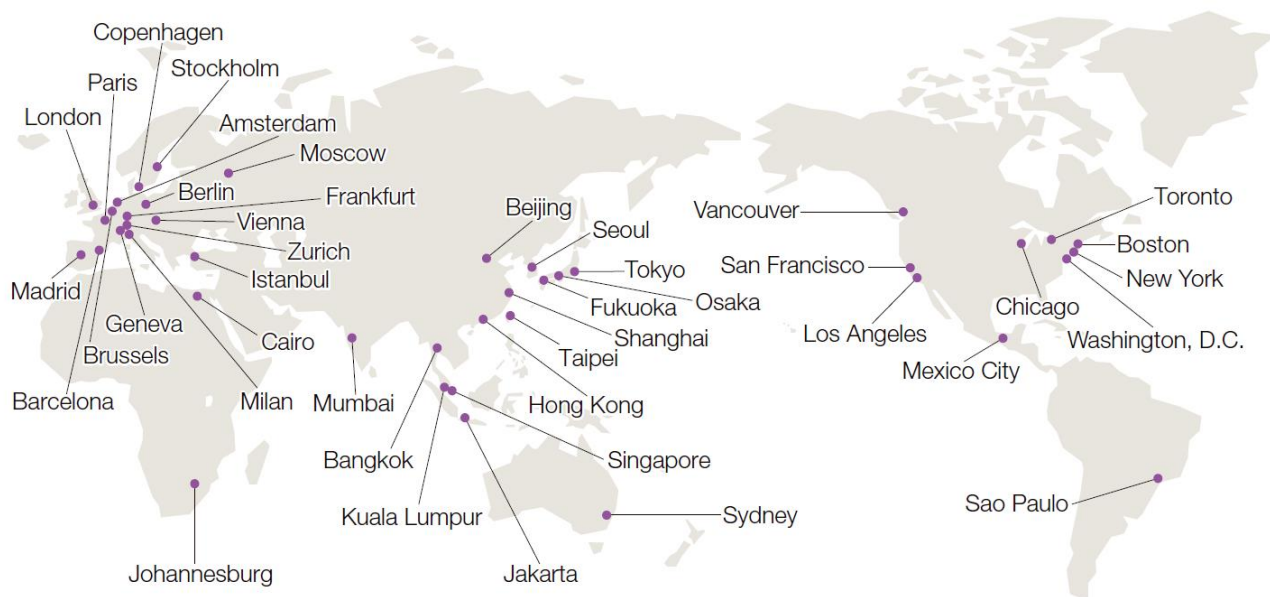 Copenhagen
Stockholm
Paris
London
Amsterdam
Moscow
Berlin
Frankfurt
Vienna
Zurich
Istanbul
Madrid
Geneva
Brussels
Cairo
Barcelona
Milan
Mumbai
Beijing
Seoul
Tokyo
Osaka
Fukuoka
Shanghai
Taipei
Hong Kong
Bangkok
Singapore
Kuala Lumpur
Sydney
Jakarta
Johannesburg
Vancouver
San Francisco
Los Angeles
Mexico City
Toronto
Boston
New York
Chicago
Washington, D.C.
Sao Paulo